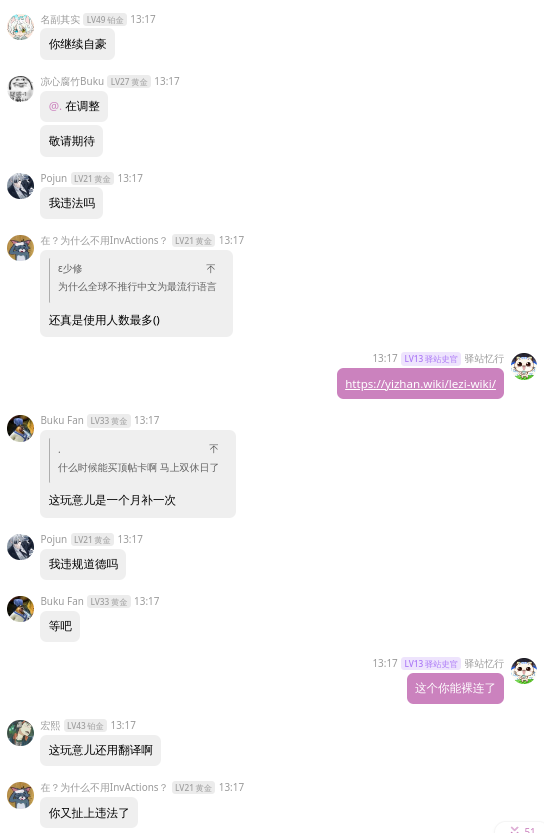 名副其实 LV49 铂金 13:17
你继续自豪
凉心腐竹Buku LV27 黄金 13:17
@. 在调整
敬请期待
Pojun LV21 黄金 13:17
我违法吗
在？为什么不用InvActions？ LV21 黄金 13:17
ε少修
为什么全球不推行中文为最流行语言
还真是使用人数最多()
13:17 LV13 驿站史官 驿站忆行
https://yizhan.wiki/lezi-wiki/
Buku Fan LV33 黄金 13:17
.
什么时候能买顶帖卡啊 马上双休日了
这玩意儿是一个月补一次
Pojun LV21 黄金 13:17
我违规道德吗
Buku Fan LV33 黄金 13:17
等吧
13:17 LV13 驿站史官 驿站忆行
这个你能裸连了
宏熙 LV43 铂金 13:17
这玩意儿还用翻译啊
在？为什么不用InvActions？ LV21 黄金 13:17
你又扯上违法了
51